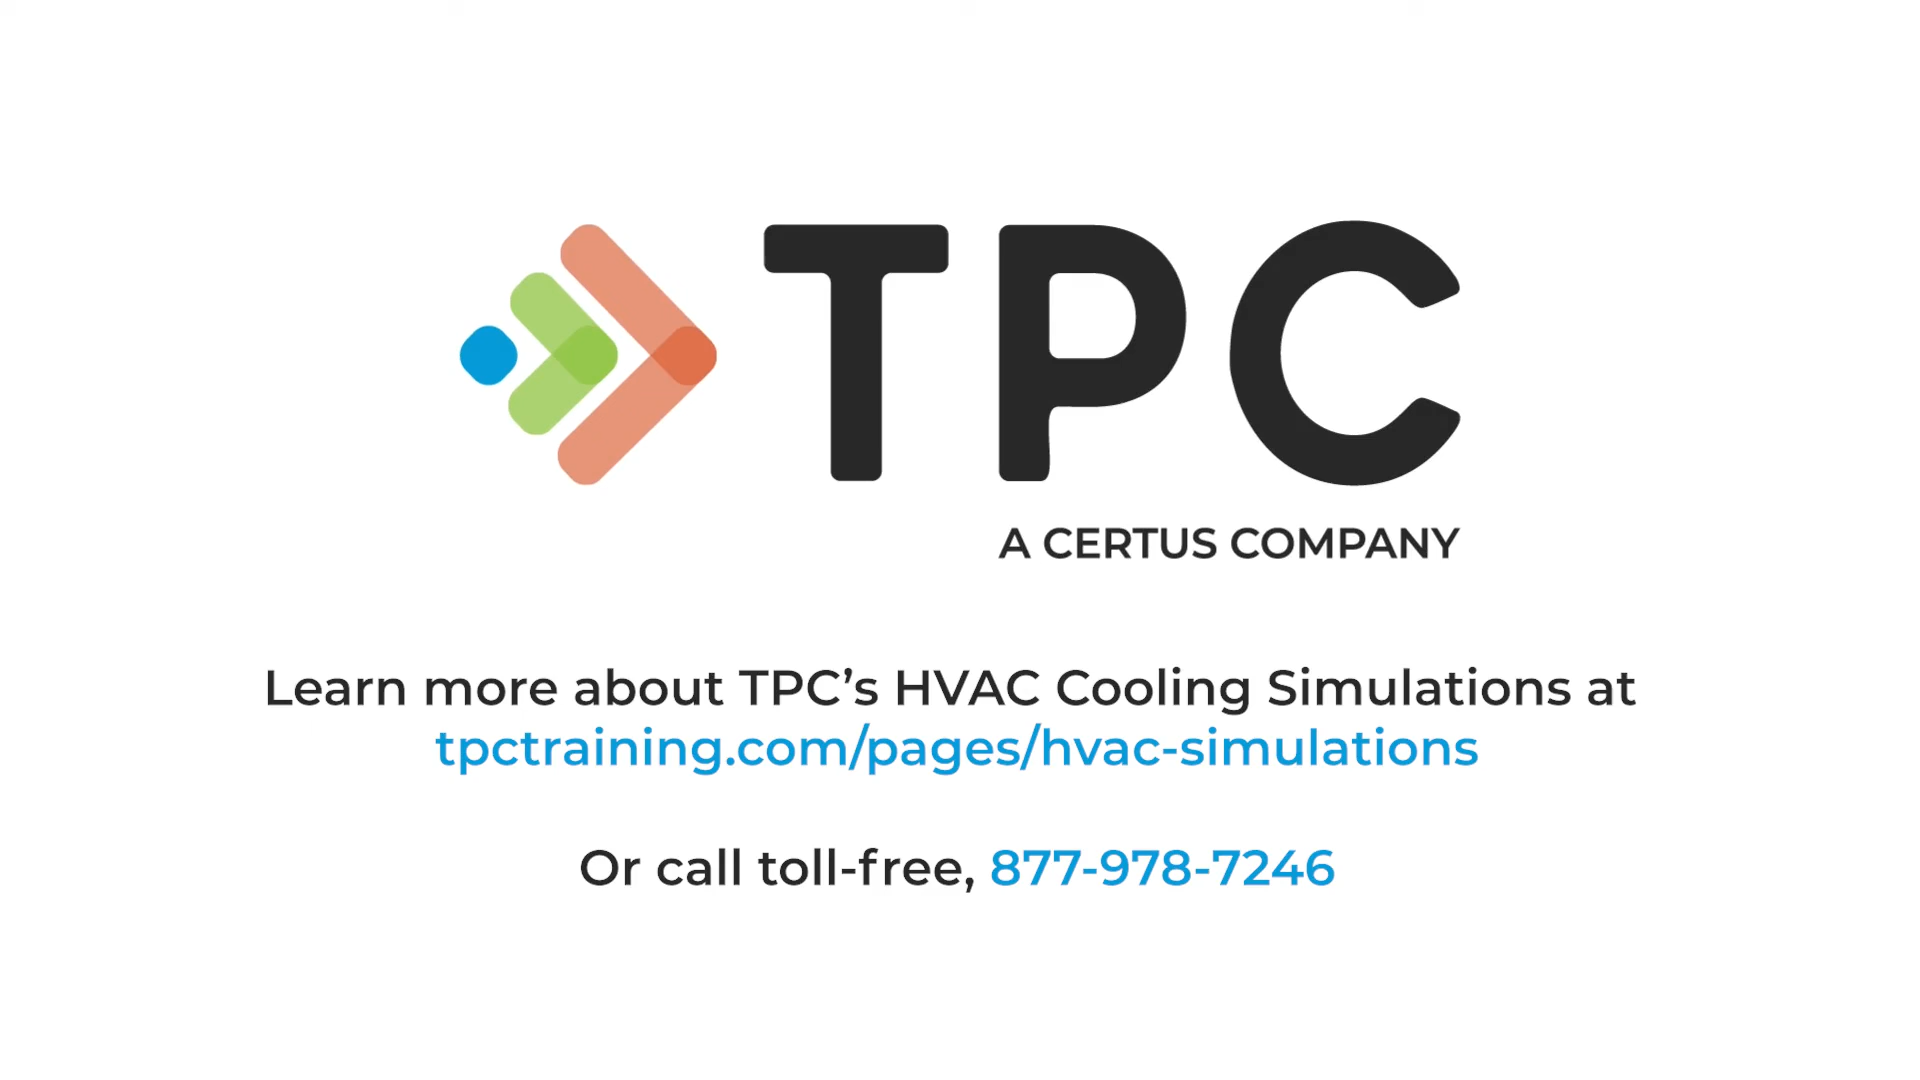 TPC
A CERTUS COMPANY
Learn more about TPC’s HVAC Cooling Simulations at
tpctraining.com/pages/hvac-simulations
Or call toll-free, 877-978-7246